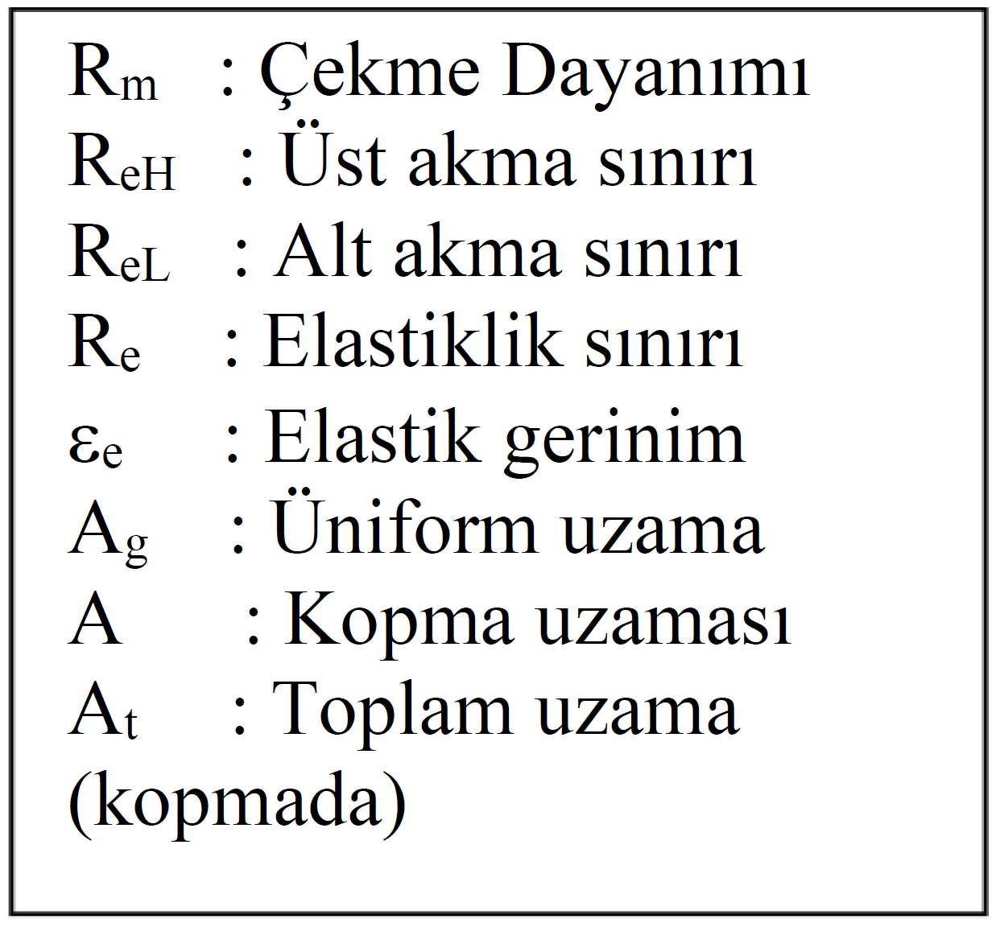 Rₘ : Çekme Dayanımı
ReH : Üst akma sınırı
ReL : Alt akma sınırı
Re : Elastiklik sınırı
εe : Elastik gerinim
Ag : Üniform uzama
A : Kopma uzaması
At : Toplam uzama
(kopmada)